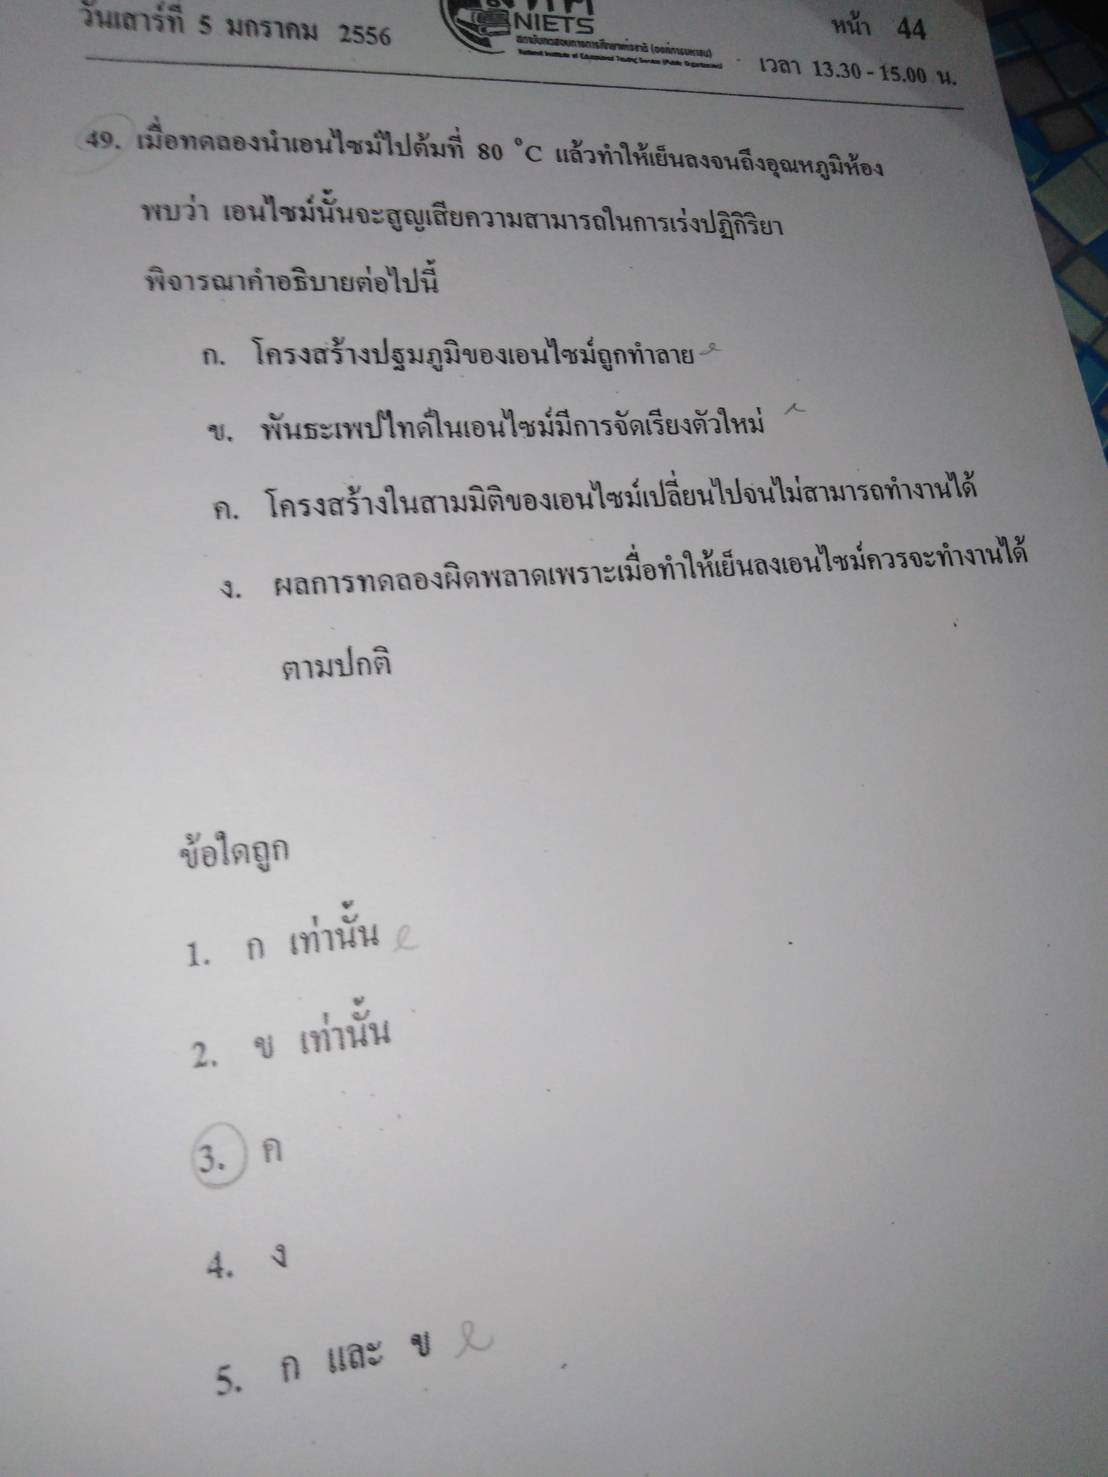 วันเสาร์ที่ 5 มกราคม 2556
NIETS
สถาบันทดสอบทางการศึกษาแห่งชาติ (องค์การมหาชน)
National Institute of Educational Testing Service (Public Organization)
หน้า 44
เวลา 13.30 - 15.00 น.
49. เมื่อทดลองนำเอนไซม์ไปต้มที่ 80 °C แล้วทำให้เย็นลงจนถึงอุณหภูมิห้อง
พบว่า เอนไซม์นั้นจะสูญเสียความสามารถในการเร่งปฏิกิริยา
พิจารณาคำอธิบายต่อไปนี้
ก. โครงสร้างปฐมภูมิของเอนไซม์ถูกทำลาย
ข. พันธะเพปไทด์ในเอนไซม์มีการจัดเรียงตัวใหม่
ค. โครงสร้างในสามมิติของเอนไซม์เปลี่ยนไปจนไม่สามารถทำงานได้
ง. ผลการทดลองผิดพลาดเพราะเมื่อทำให้เย็นลงเอนไซม์ควรจะทำงานได้
ตามปกติ
ข้อใดถูก
1. ก เท่านั้น
2. ข เท่านั้น
3. ค
4. ง
5. ก และ ข